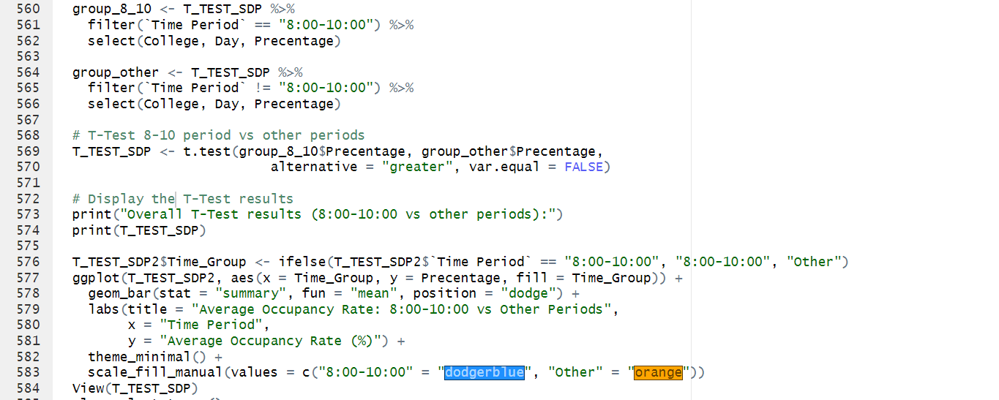 560 group_8_10 <- T_TEST_SDP %>%
561   filter(`Time Period` == "8:00-10:00") %>%
562   select(College, Day, Precentage)
563
564 group_other <- T_TEST_SDP %>%
565   filter(`Time Period` != "8:00-10:00") %>%
566   select(College, Day, Precentage)
567
568 # T-Test 8-10 period vs other periods
569 T_TEST_SDP <- t.test(group_8_10$Precentage, group_other$Precentage,
570                          alternative = "greater", var.equal = FALSE)
571
572 # Display the T-Test results
573 print("Overall T-Test results (8:00-10:00 vs other periods):")
574 print(T_TEST_SDP)
575
576 T_TEST_SDP2$Time_Group <- ifelse(T_TEST_SDP2$`Time Period` == "8:00-10:00", "8:00-10:00", "Other")
577 ggplot(T_TEST_SDP2, aes(x = Time_Group, y = Precentage, fill = Time_Group)) +
578   geom_bar(stat = "summary", fun = "mean", position = "dodge") +
579   labs(title = "Average Occupancy Rate: 8:00-10:00 vs Other Periods",
580        x = "Time Period",
581        y = "Average Occupancy Rate (%)") +
582   theme_minimal() +
583   scale_fill_manual(values = c("8:00-10:00" = "dodgerblue", "Other" = "orange"))
584 View(T_TEST_SDP)